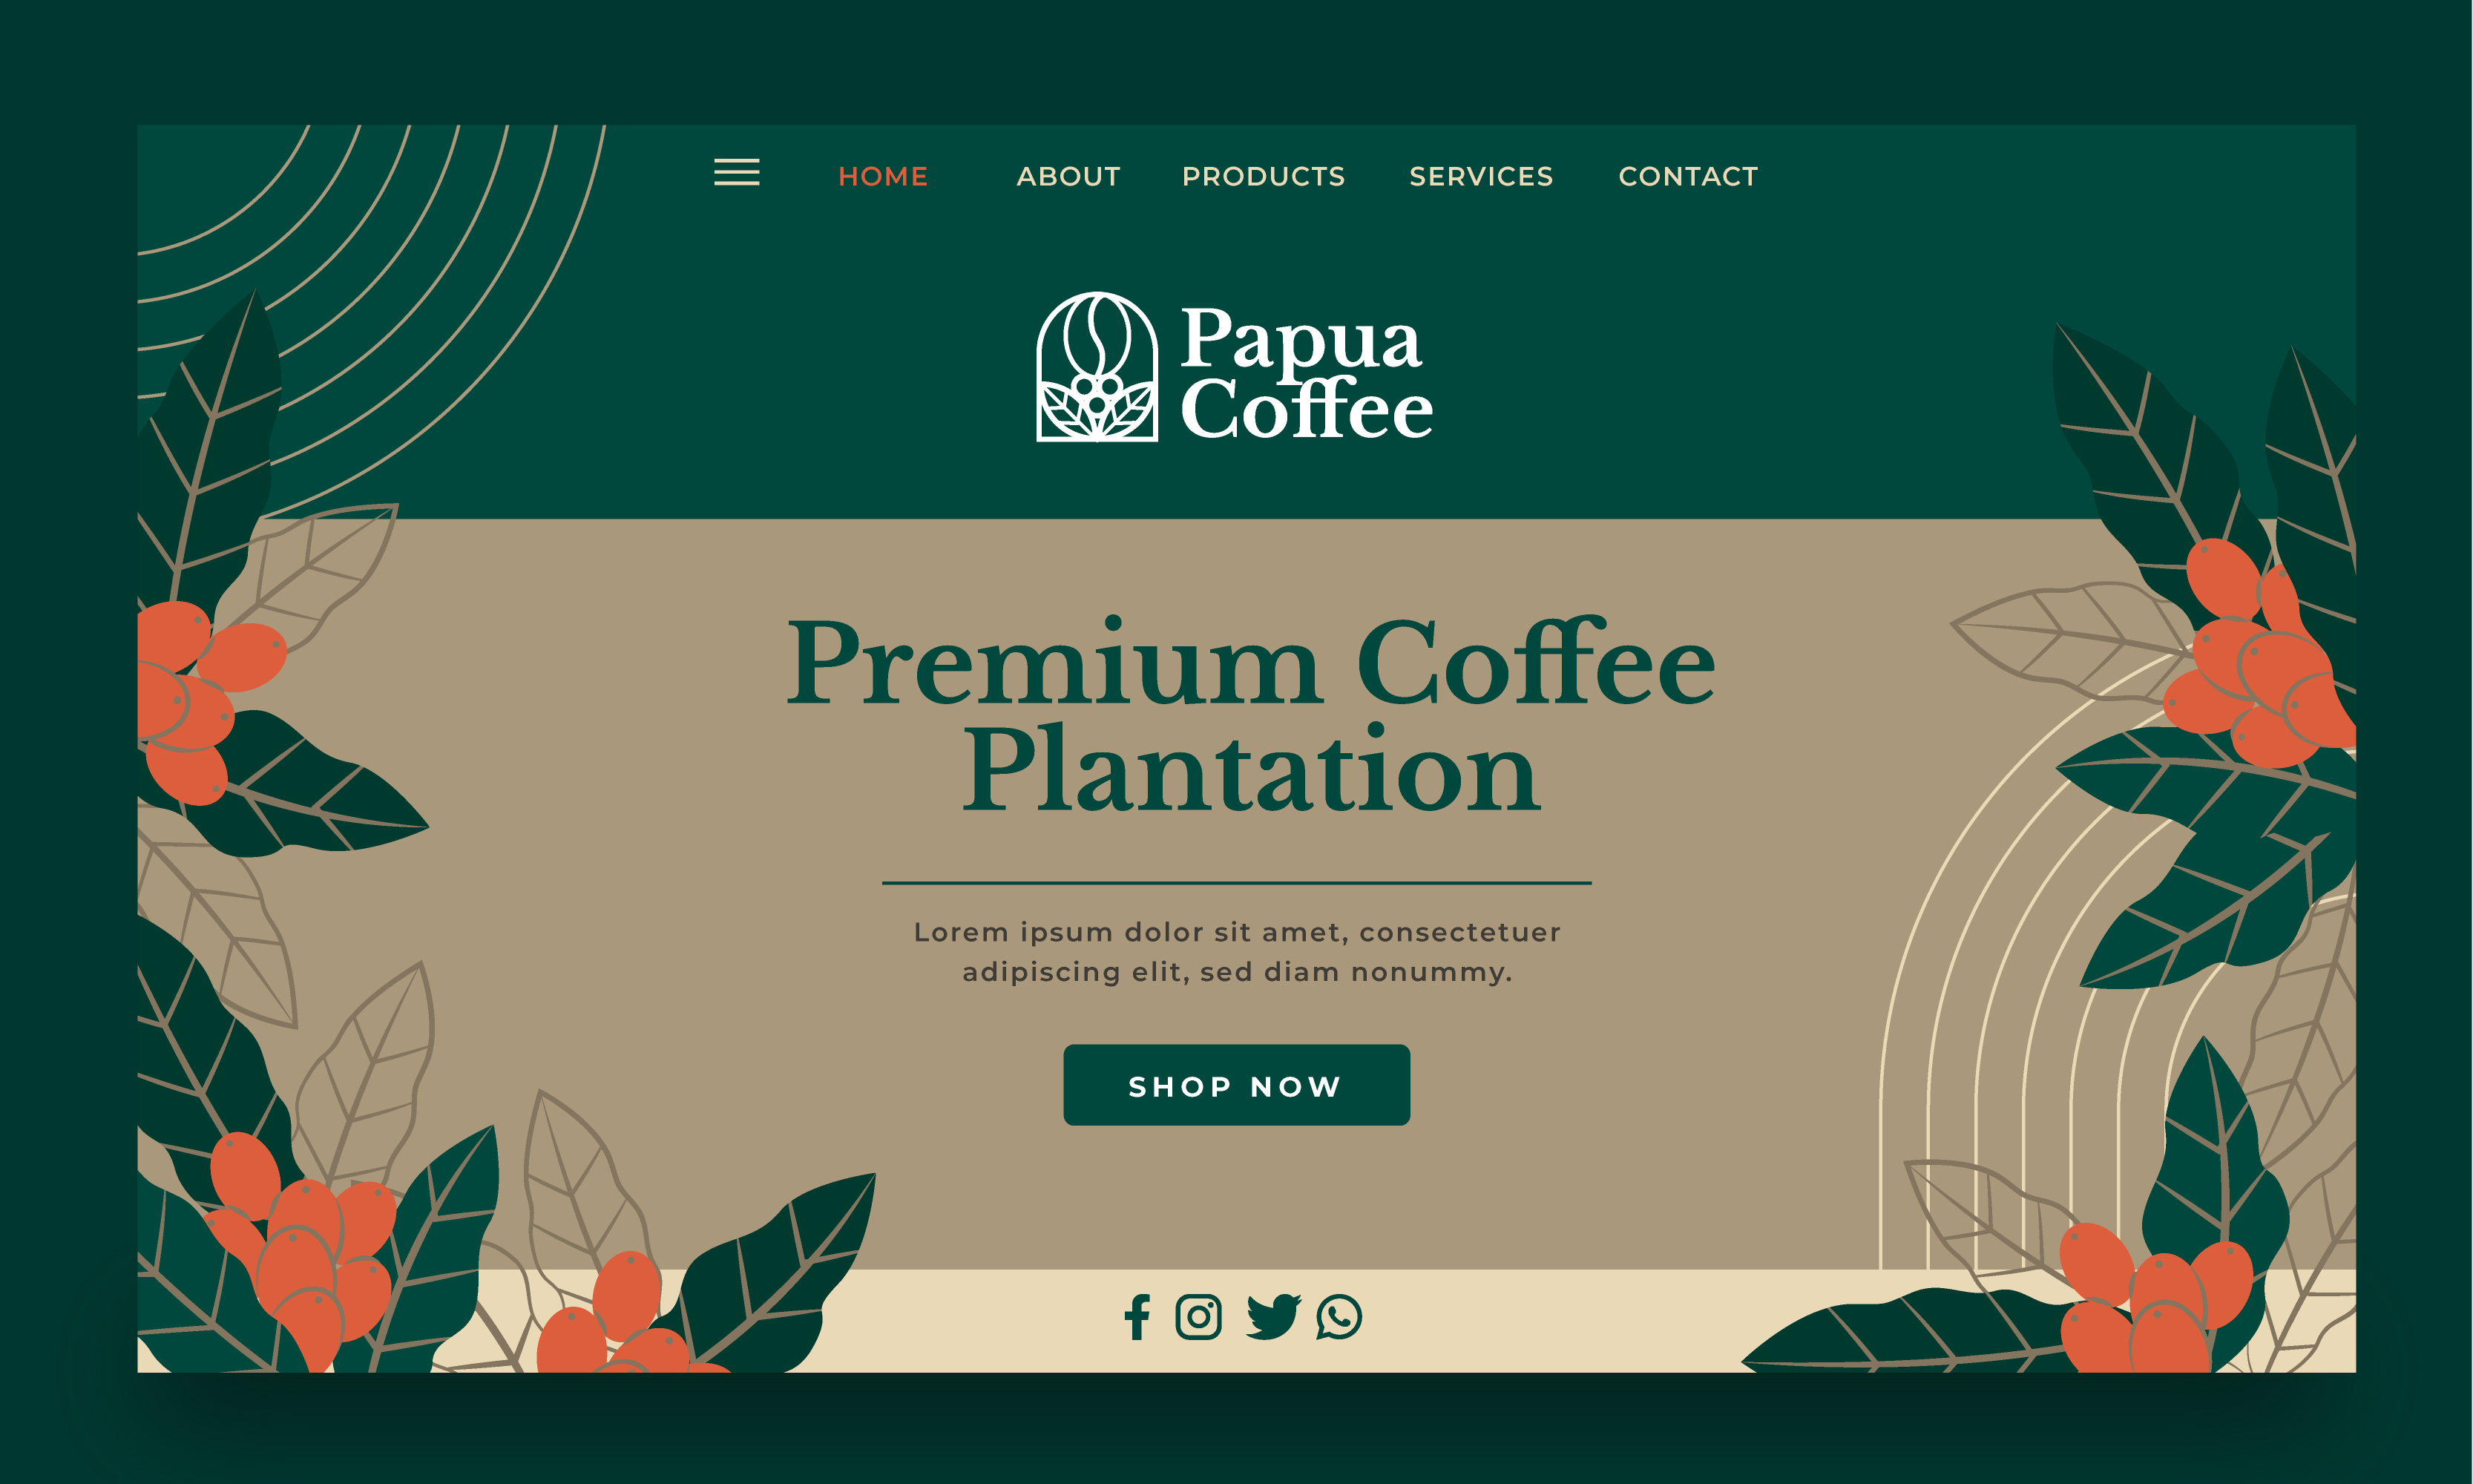 HOME ABOUT PRODUCTS SERVICES CONTACT
Papua
Coffee
Premium Coffee
Plantation
Lorem ipsum dolor sit amet, consectetuer
adipiscing elit, sed diam nonummy.
SHOP NOW